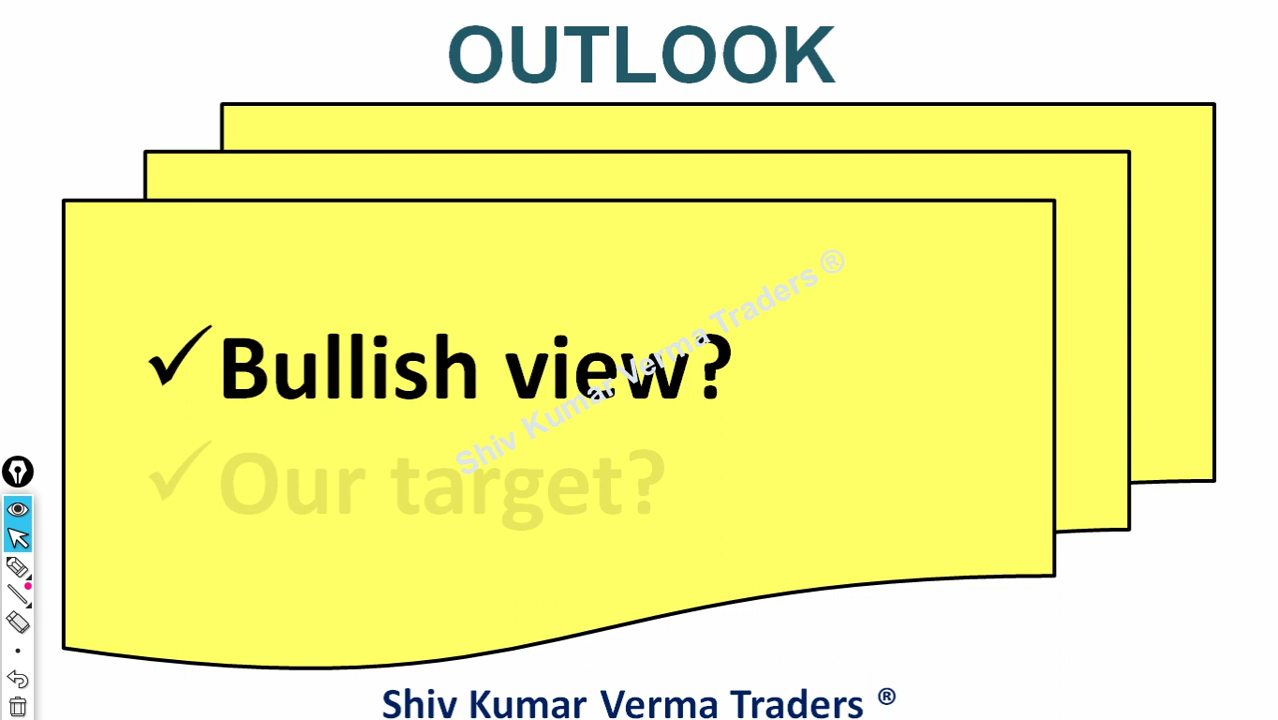 OUTLOOK
✓Bullish view?
✓Our target?
Shiv Kumar Verma Traders ®
Shiv Kumar Verma Traders ®